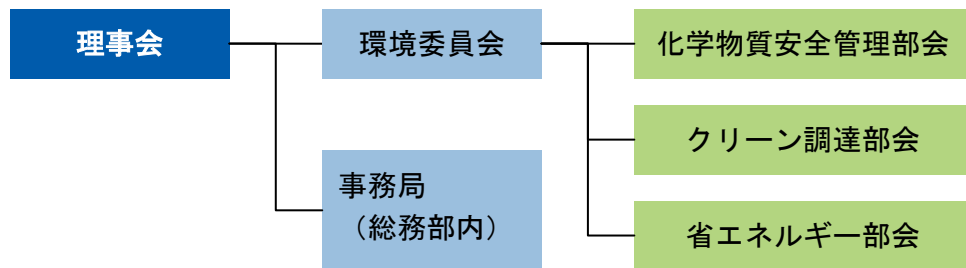 理事会
環境委員会
化学物質安全管理部会
クリーン調達部会
事務局
（総務部内）
省エネルギー部会